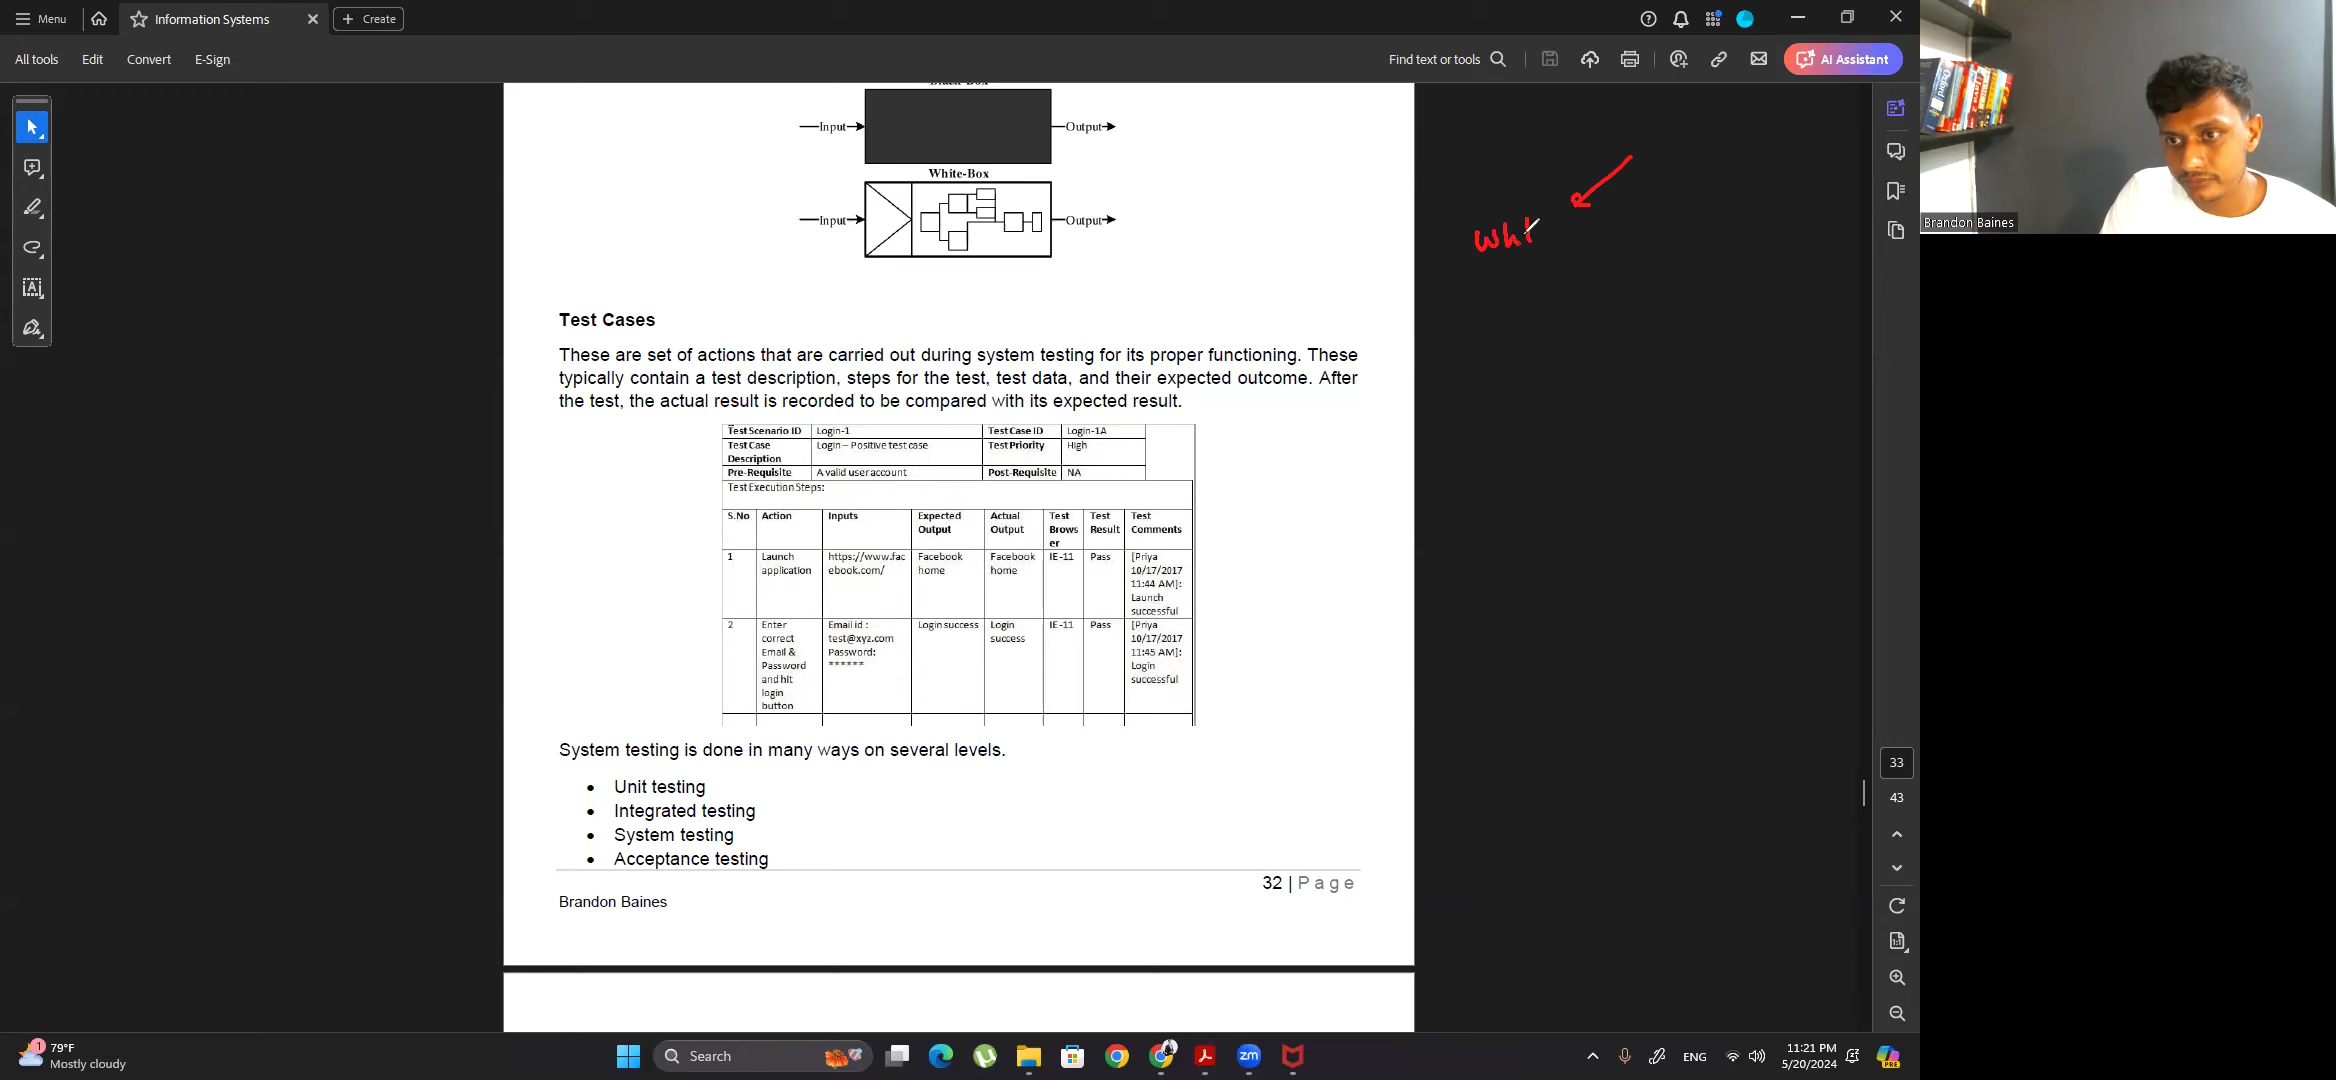 Menu
Information Systems
Create
All tools
Edit
Convert
E-Sign
Find text or tools
AI Assistant
Input
Output
White-Box
Input
Output
Whi
Brandon Baines
Test Cases
These are set of actions that are carried out during system testing for its proper functioning. These
typically contain a test description, steps for the test, test data, and their expected outcome. After
the test, the actual result is recorded to be compared with its expected result.
Test Scenario ID Login-1 Test Case ID Login-1A
Test Case Description Login – Positive test case Test Priority High
Pre-Requisite A valid user account Post-Requisite NA
Test Execution Steps:
S.No Action Inputs Expected Output Actual Output Test Brows er Test Result Test Comments
1 Launch application https://www.fac ebook.com/ Facebook home Facebook home IE-11 Pass [Priya 10/17/2017 11:44 AM]: Launch successful
2 Enter correct Email & Password and hit login button Email id : test@xyz.com Password: ****** Login success Login success IE-11 Pass [Priya 10/17/2017 11:45 AM]: Login successful
System testing is done in many ways on several levels.
• Unit testing
• Integrated testing
• System testing
• Acceptance testing
32 | Page
Brandon Baines
33
43
1
79°F
Mostly cloudy
Search
zm
ENG
11:21 PM
5/20/2024